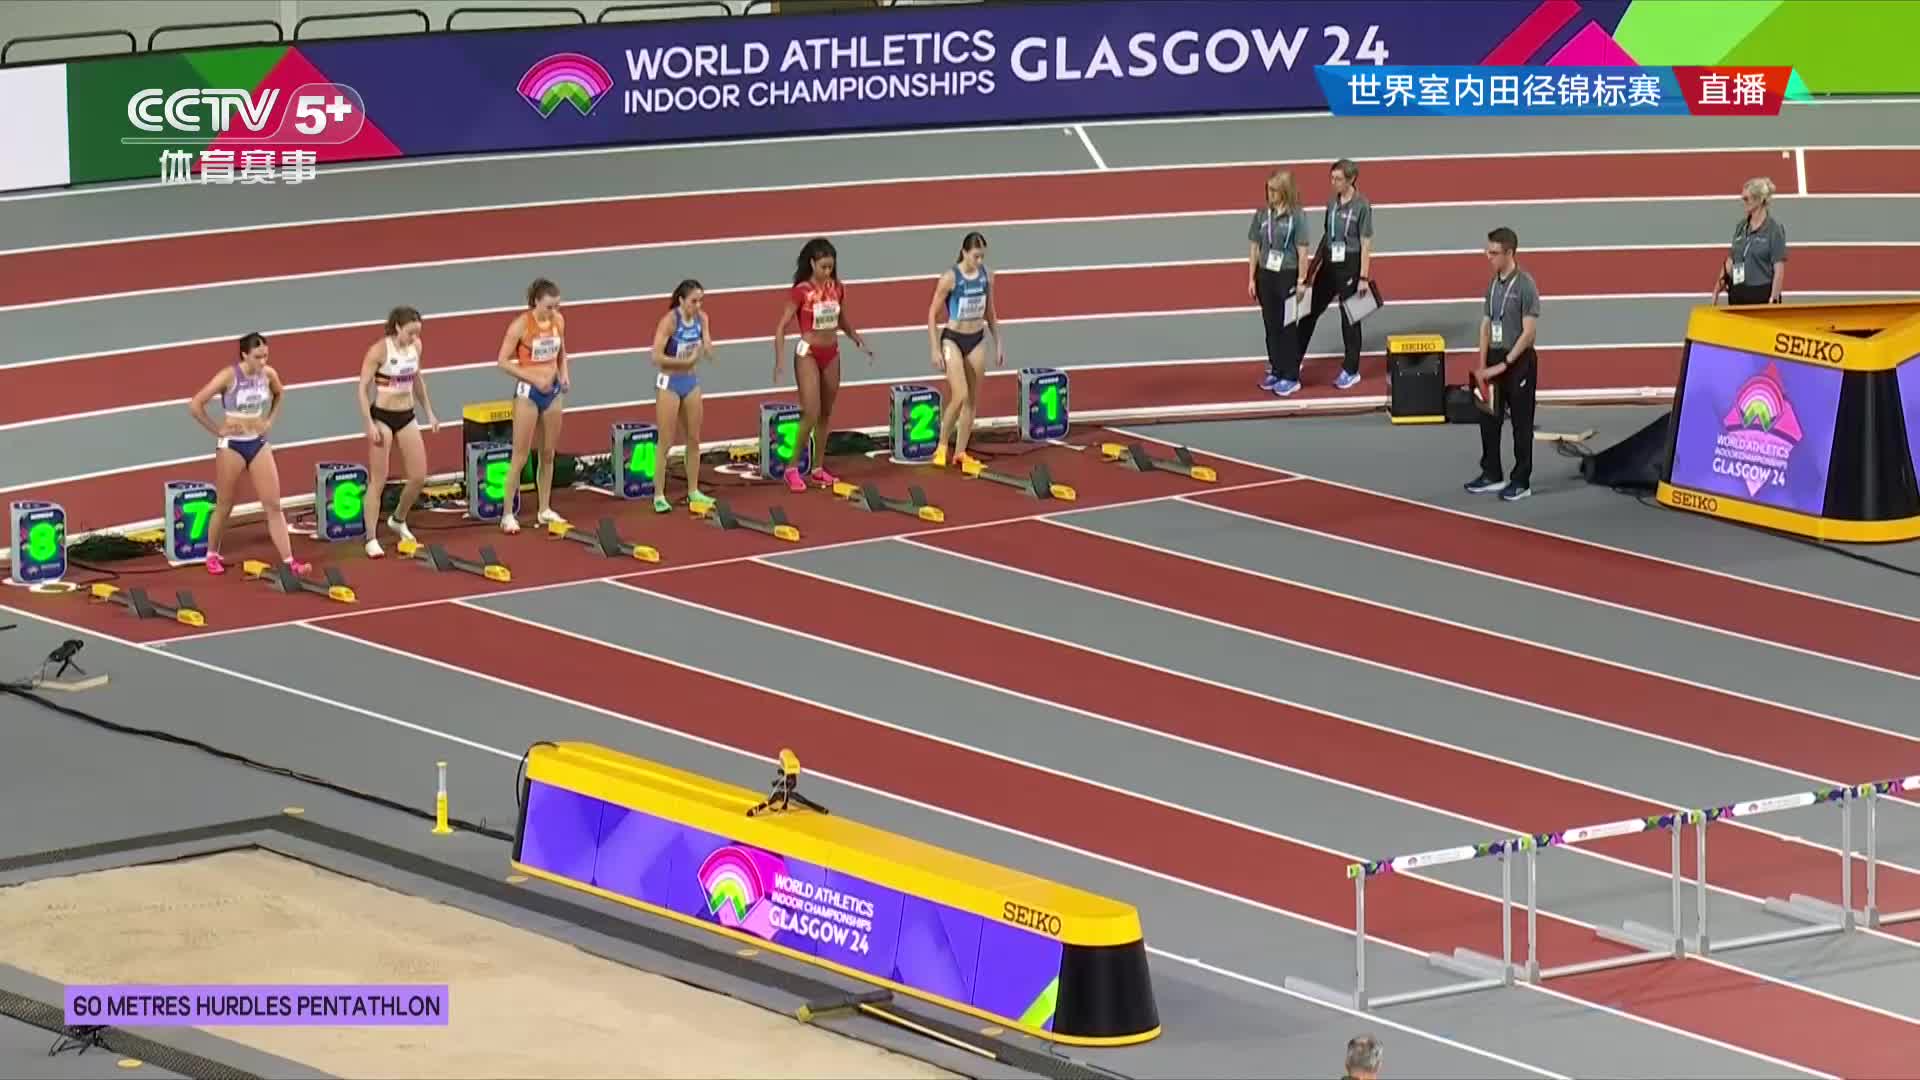 WORLD ATHLETICS
INDOOR CHAMPIONSHIPS
GLASGOW 24
CCTV 5+
体育赛事
世界室内田径锦标赛
直播
8
7
6
5
4
3
2
1
SEIKO
SEIKO
WORLD ATHLETICS
INDOOR CHAMPIONSHIPS
GLASGOW 24
SEIKO
SEIKO
WORLD ATHLETICS
INDOOR CHAMPIONSHIPS
GLASGOW 24
60 METRES HURDLES PENTATHLON